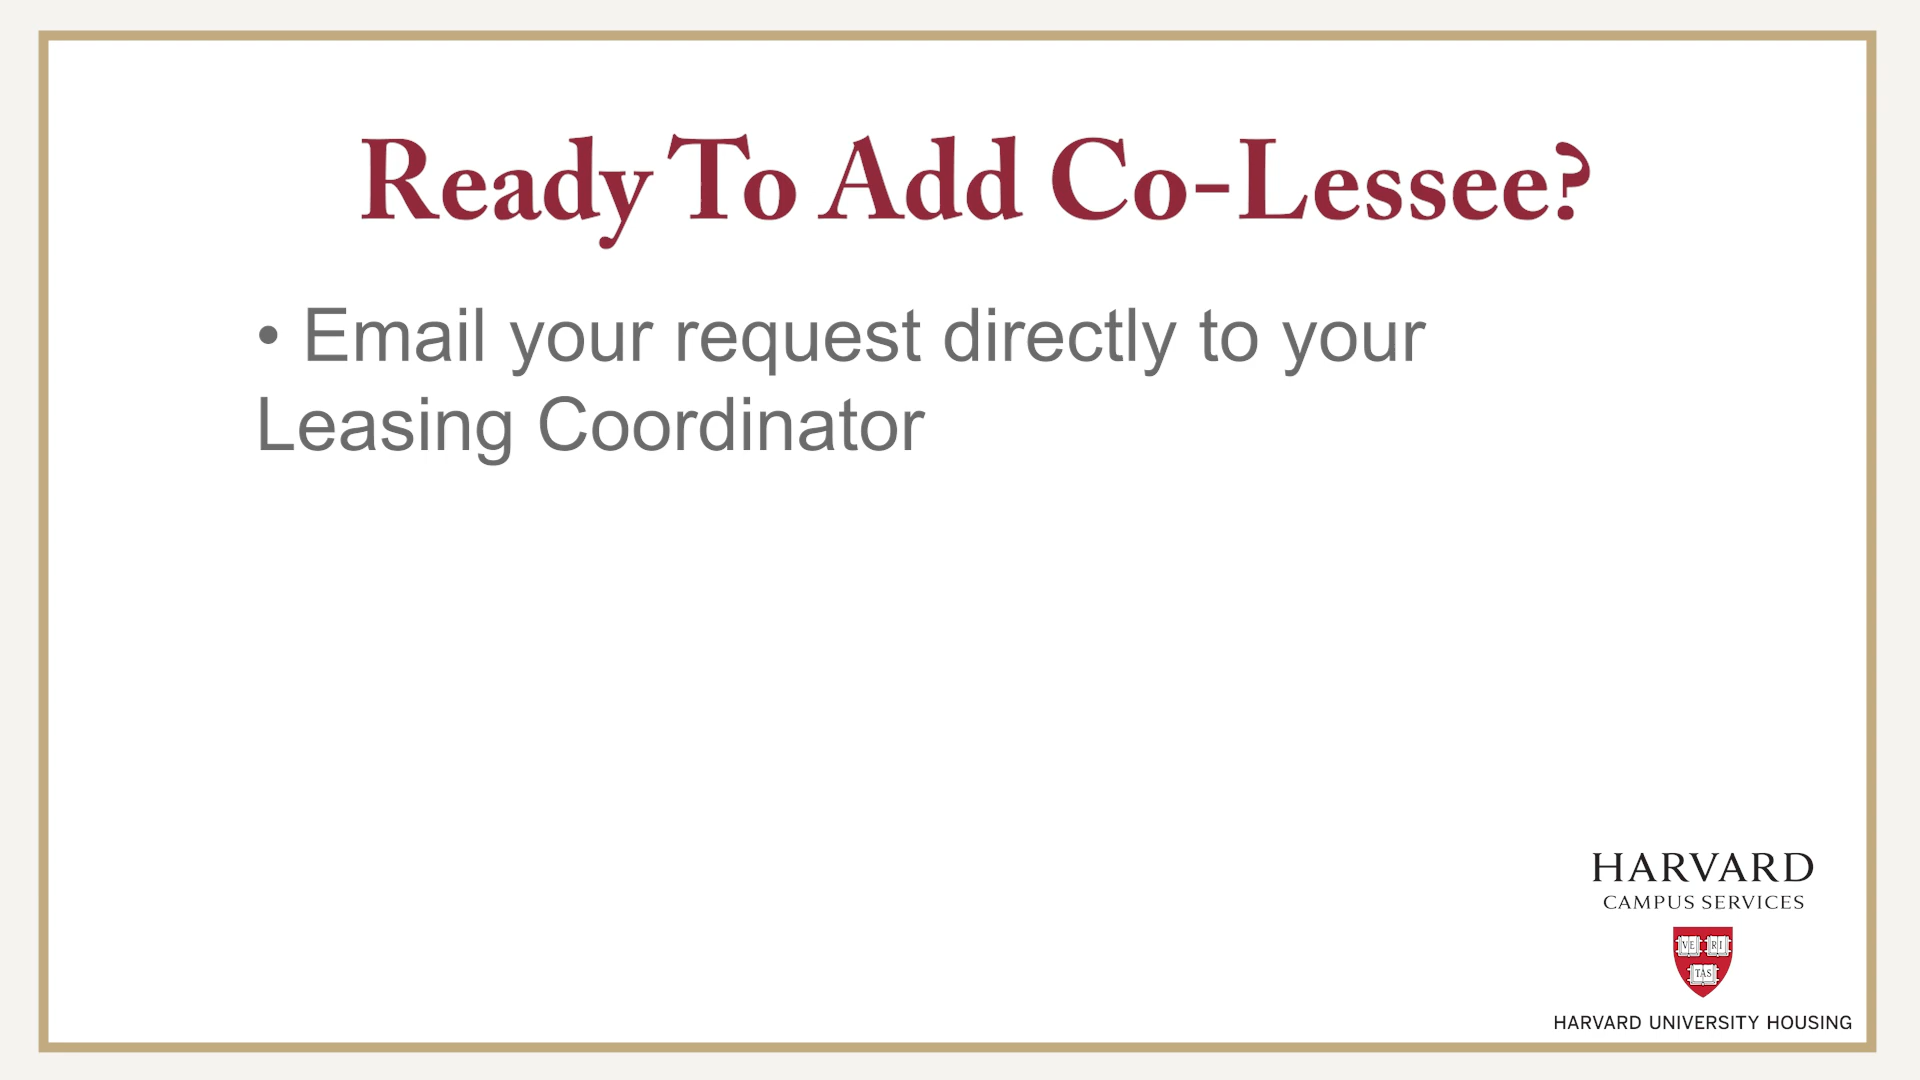 Ready To Add Co-Lessee?
• Email your request directly to your
Leasing Coordinator
HARVARD
CAMPUS SERVICES
VE RI
TAS
HARVARD UNIVERSITY HOUSING